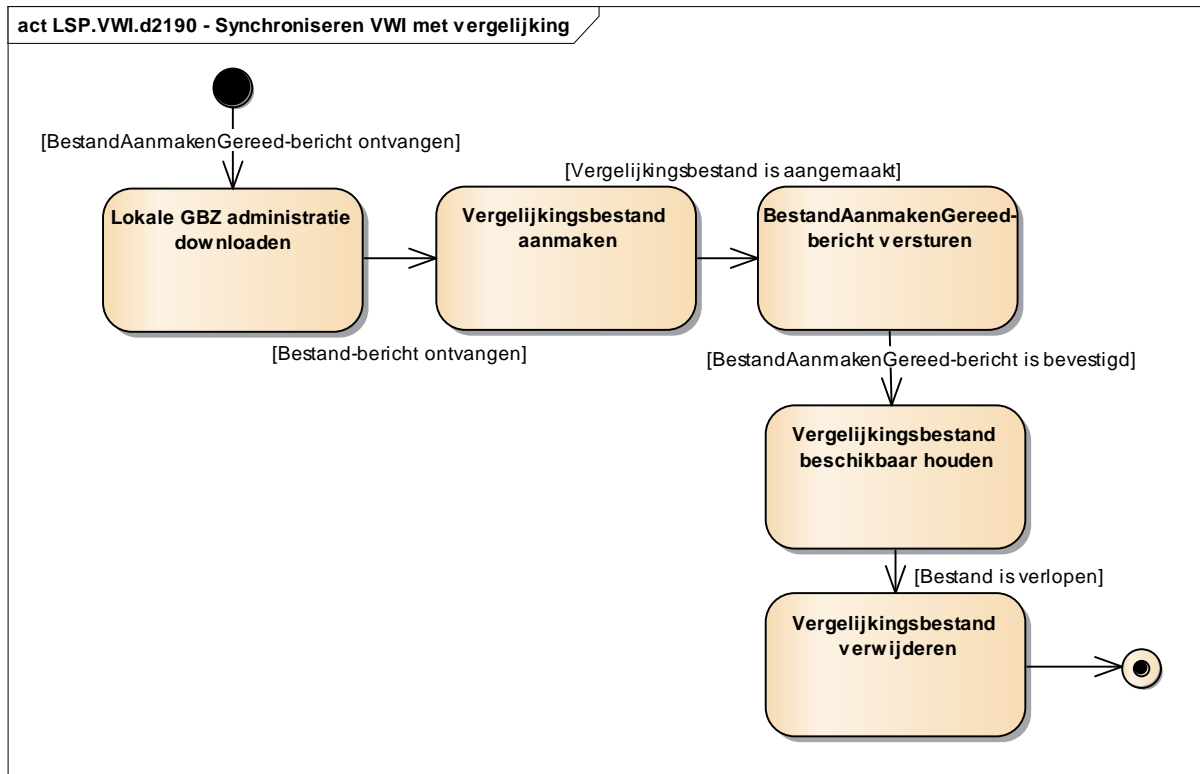 act LSP.VWI.d2190 - Synchroniseren VWI met vergelijking
[BestandAanmakenGereed-bericht ontvangen]
Lokale GBZ administratie
downloaden
[Bestand-bericht ontvangen]
Vergelijkingsbestand
aanmaken
[Vergelijkingsbestand is aangemaakt]
BestandAanmakenGereed-
bericht versturen
[BestandAanmakenGereed-bericht is bevestigd]
Vergelijkingsbestand
beschikbaar houden
[Bestand is verlopen]
Vergelijkingsbestand
verwijderen